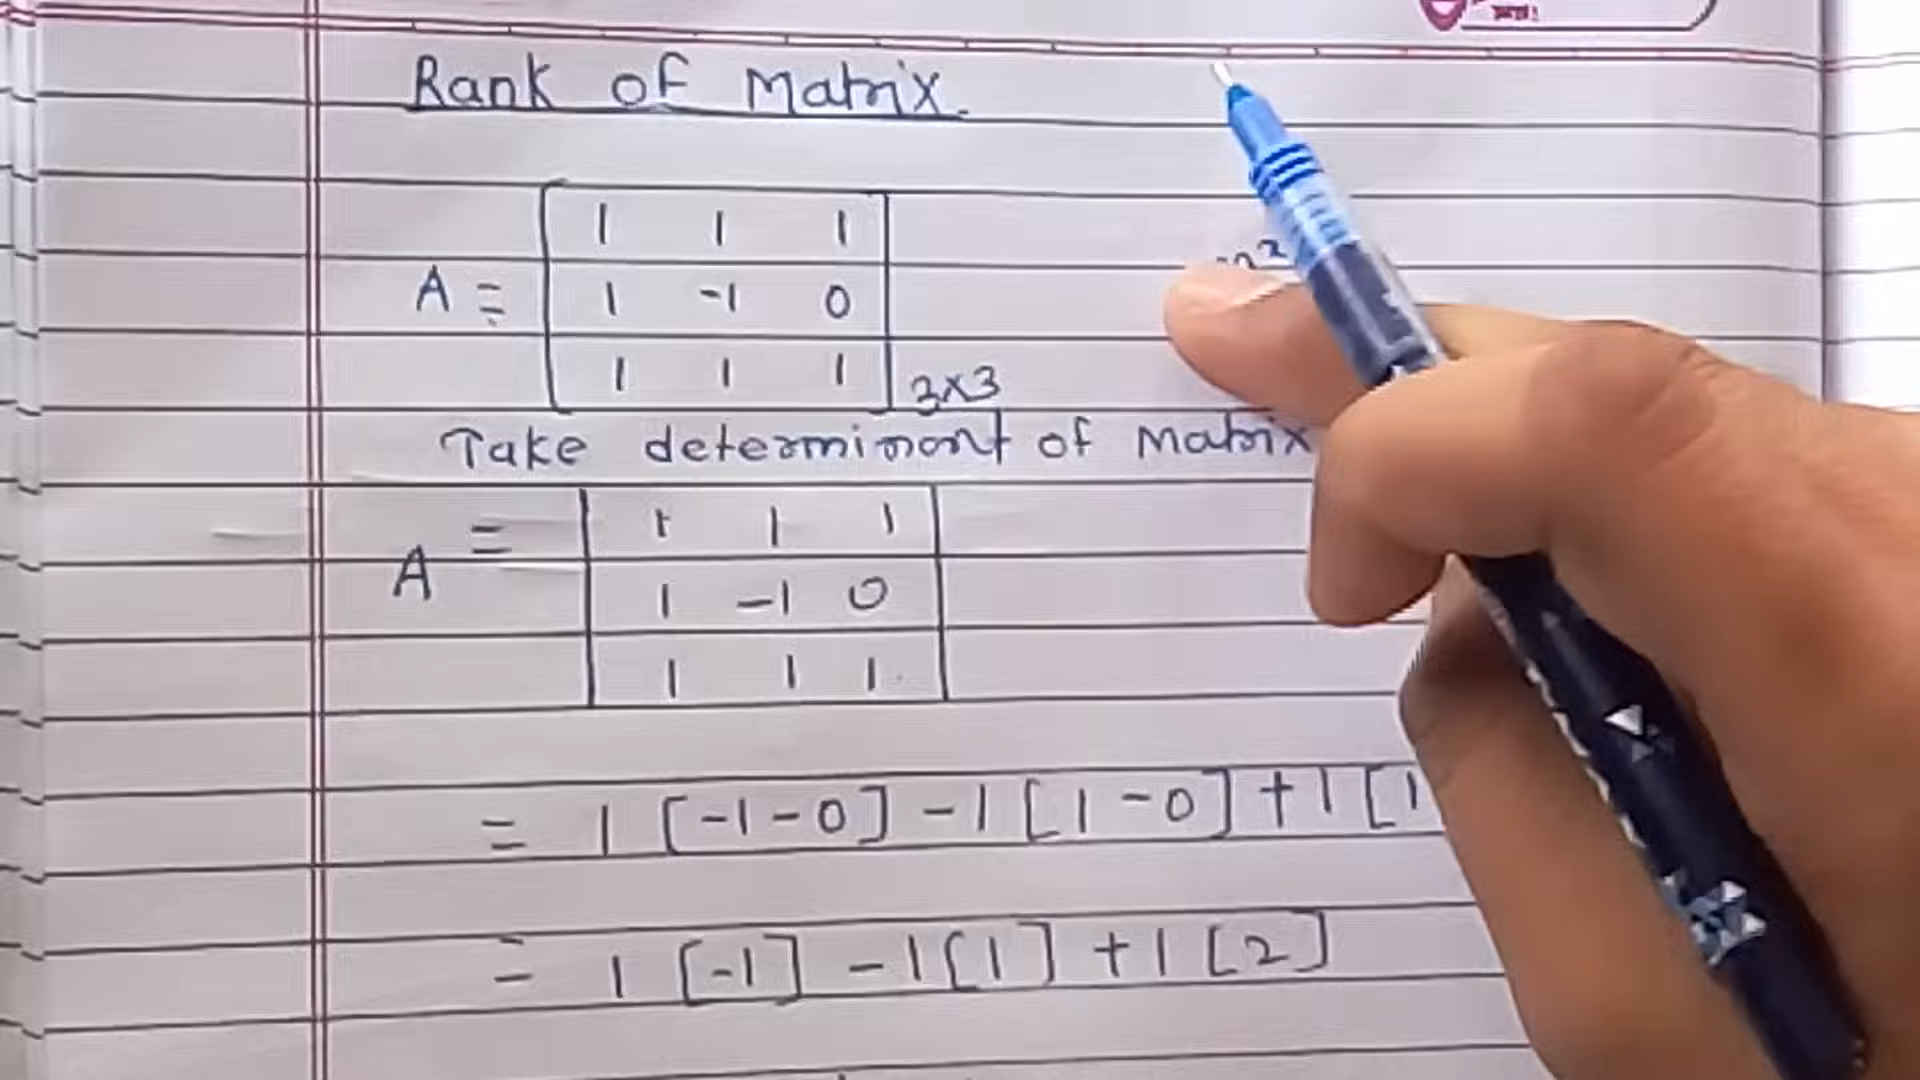 Rank of Matrix.
1 1 1
A = 1 -1 0
1 1 1 3×3
Take determinant of Matrix
= 1 1 1
A 1 -1 0
1 1 1
= 1 [-1-0] -1 [1-0] +1 [1
= 1 [-1] -1 [1] +1 [2]